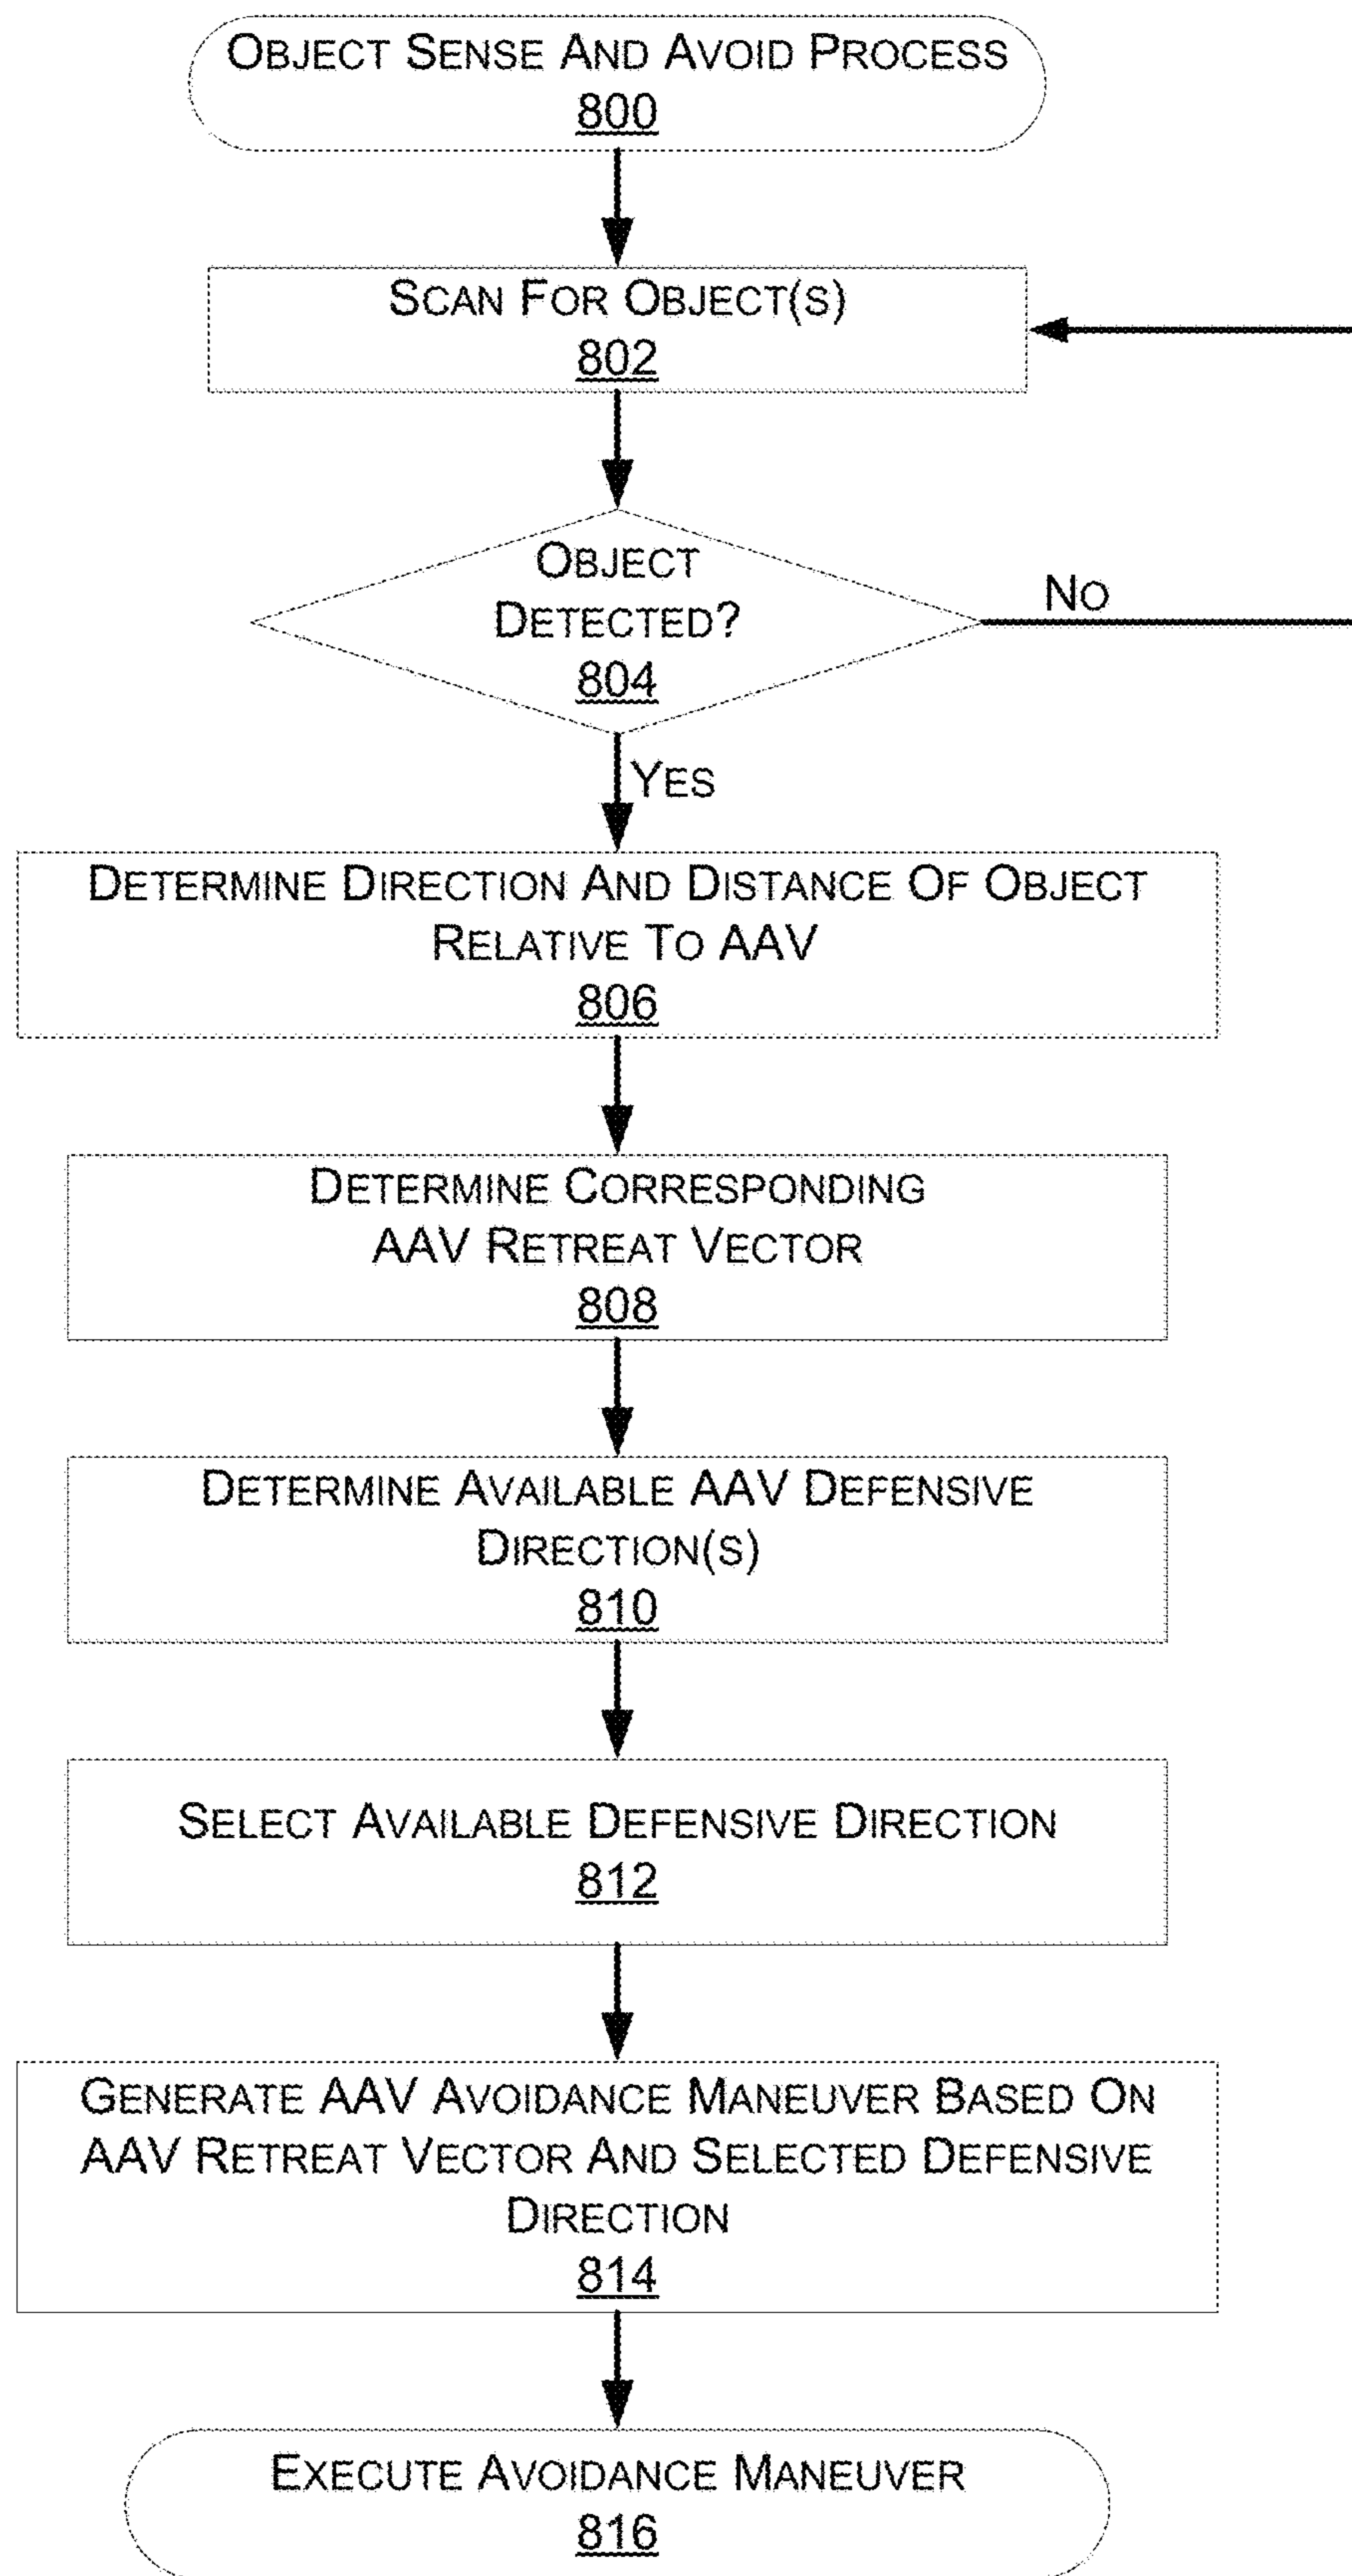 OBJECT SENSE AND AVOID PROCESS
800
SCAN FOR OBJECT(S)
802
OBJECT
DETECTED?
804
NO
YES
DETERMINE DIRECTION AND DISTANCE OF OBJECT
RELATIVE TO AAV
806
DETERMINE CORRESPONDING
AAV RETREAT VECTOR
808
DETERMINE AVAILABLE AAV DEFENSIVE
DIRECTION(S)
810
SELECT AVAILABLE DEFENSIVE DIRECTION
812
GENERATE AAV AVOIDANCE MANEUVER BASED ON
AAV RETREAT VECTOR AND SELECTED DEFENSIVE
DIRECTION
814
EXECUTE AVOIDANCE MANEUVER
816